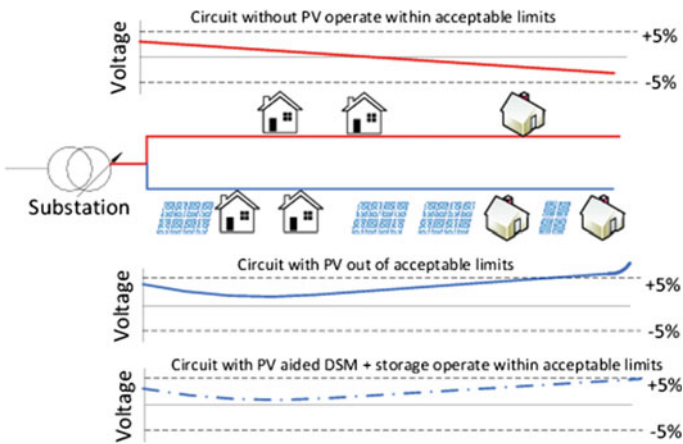 Circuit without PV operate within acceptable limits
+5%
Voltage
-5%
Substation
Circuit with PV out of acceptable limits
+5%
Voltage
-5%
Circuit with PV aided DSM + storage operate within acceptable limits
+5%
Voltage
-5%